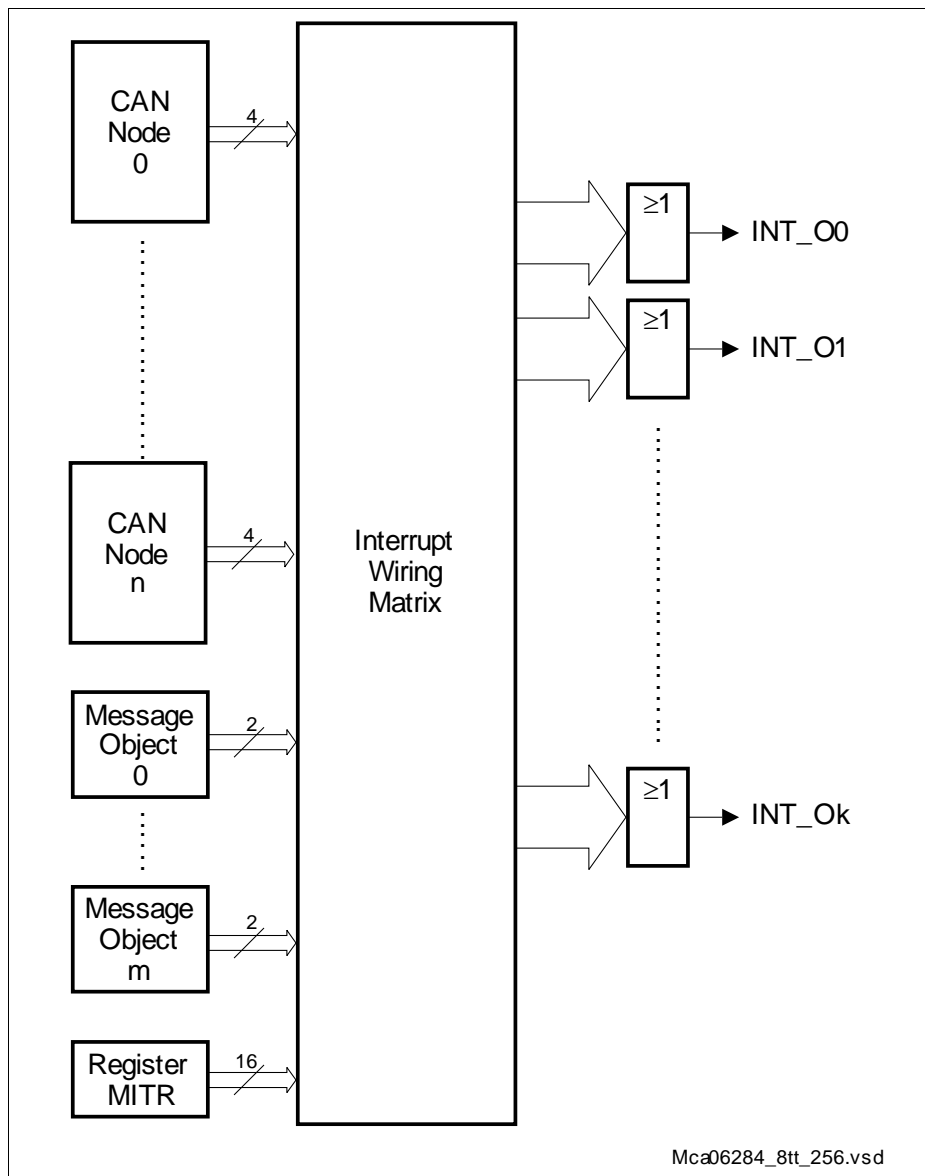 CAN
Node
0
4
CAN
Node
n
4
Message
Object
0
2
Message
Object
m
2
Register
MITR
16
Interrupt
Wiring
Matrix
≥1
INT_O0
≥1
INT_O1
≥1
INT_Ok
Mca06284_8tt_256.vsd